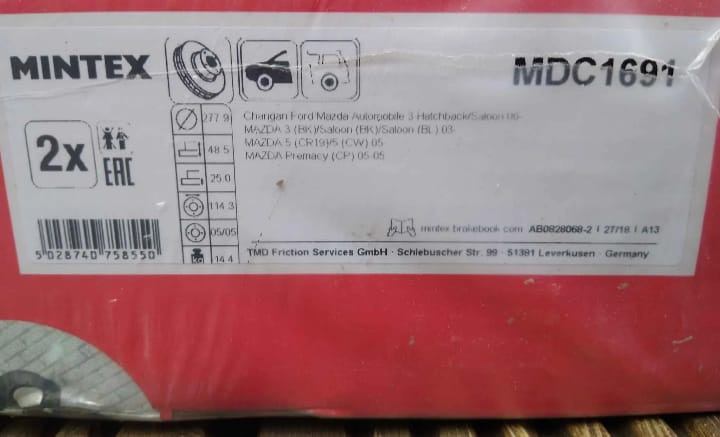 MINTEX
MDC1691
2x
EAC
277.9
48.5
25.0
114.3
05/05
KG
14.4
Changan Ford Mazda Automobile 3 Hatchback/Saloon 06-
MAZDA 3 (BK)/Saloon (BK)/Saloon (BL) 03-
MAZDA 5 (CR19)/5 (CW) 05
MAZDA Premacy (CP) 05-05
mintex brakebook com AB0828068-2 | 27/18 | A13
5 028740 758550
TMD Friction Services GmbH · Schlebuscher Str. 99 · 51381 Leverkusen · Germany